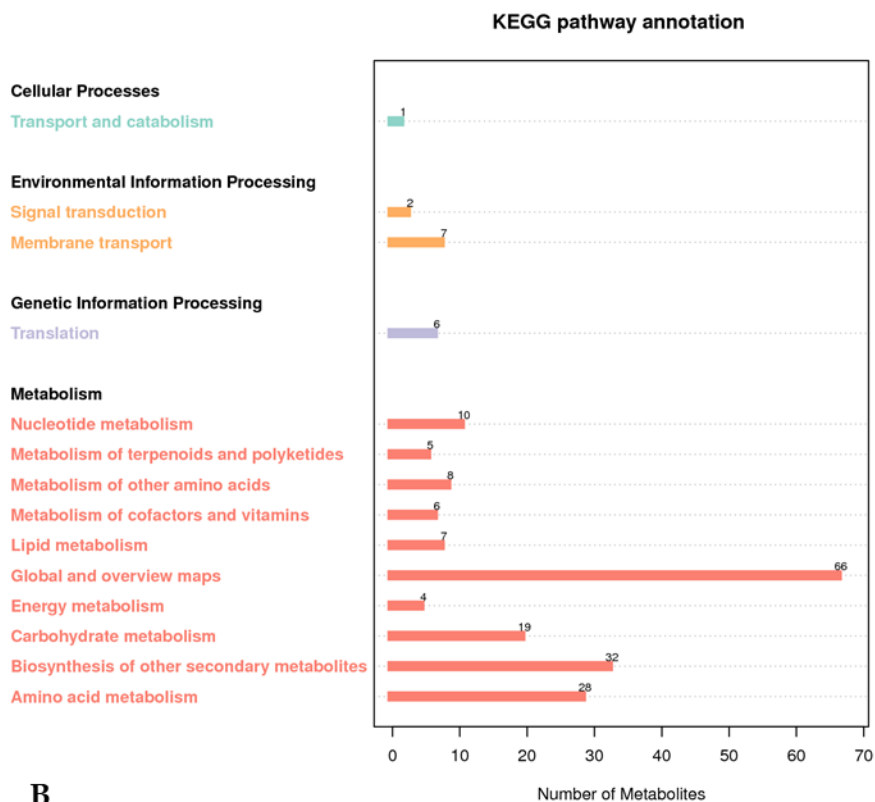 KEGG pathway annotation
Cellular Processes
Transport and catabolism 1
Environmental Information Processing
Signal transduction 2
Membrane transport 7
Genetic Information Processing
Translation 6
Metabolism
Nucleotide metabolism 10
Metabolism of terpenoids and polyketides 5
Metabolism of other amino acids 8
Metabolism of cofactors and vitamins 6
Lipid metabolism 7
Global and overview maps 66
Energy metabolism 4
Carbohydrate metabolism 19
Biosynthesis of other secondary metabolites 32
Amino acid metabolism 28
0 10 20 30 40 50 60 70
Number of Metabolites
B